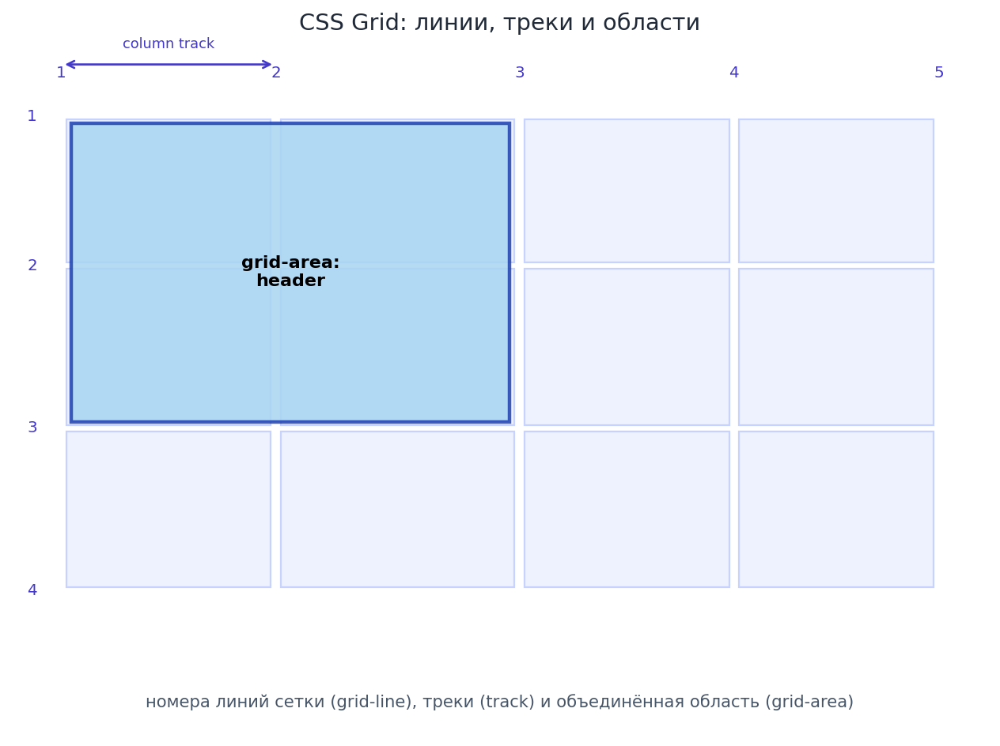 CSS Grid: линии, треки и области
column track
1 2 3 4 5
1
2
grid-area:
header
3
4
номера линий сетки (grid-line), треки (track) и объединённая область (grid-area)